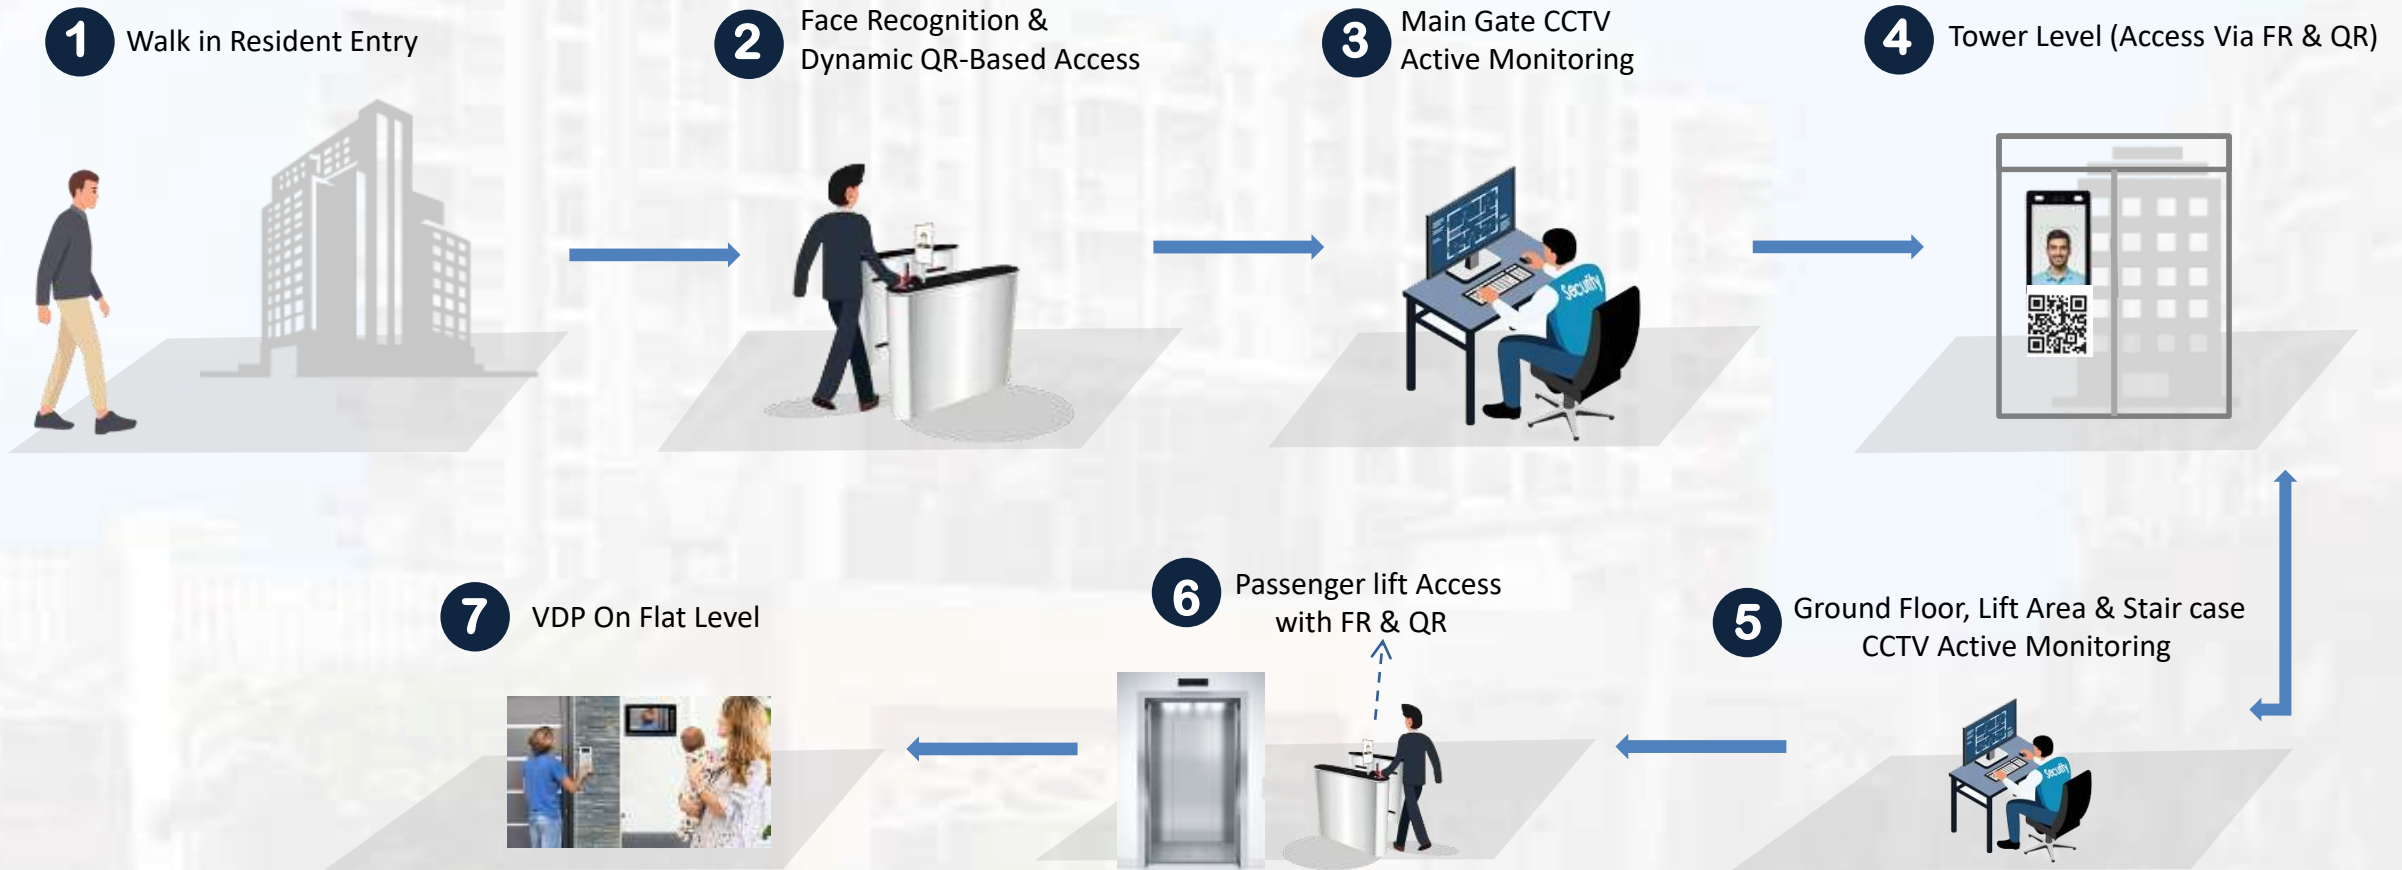 1
Walk in Resident Entry
2
Face Recognition &
Dynamic QR-Based Access
3
Main Gate CCTV
Active Monitoring
4
Tower Level (Access Via FR & QR)
Security
5
Ground Floor, Lift Area & Stair case
CCTV Active Monitoring
Security
6
Passenger lift Access
with FR & QR
7
VDP On Flat Level